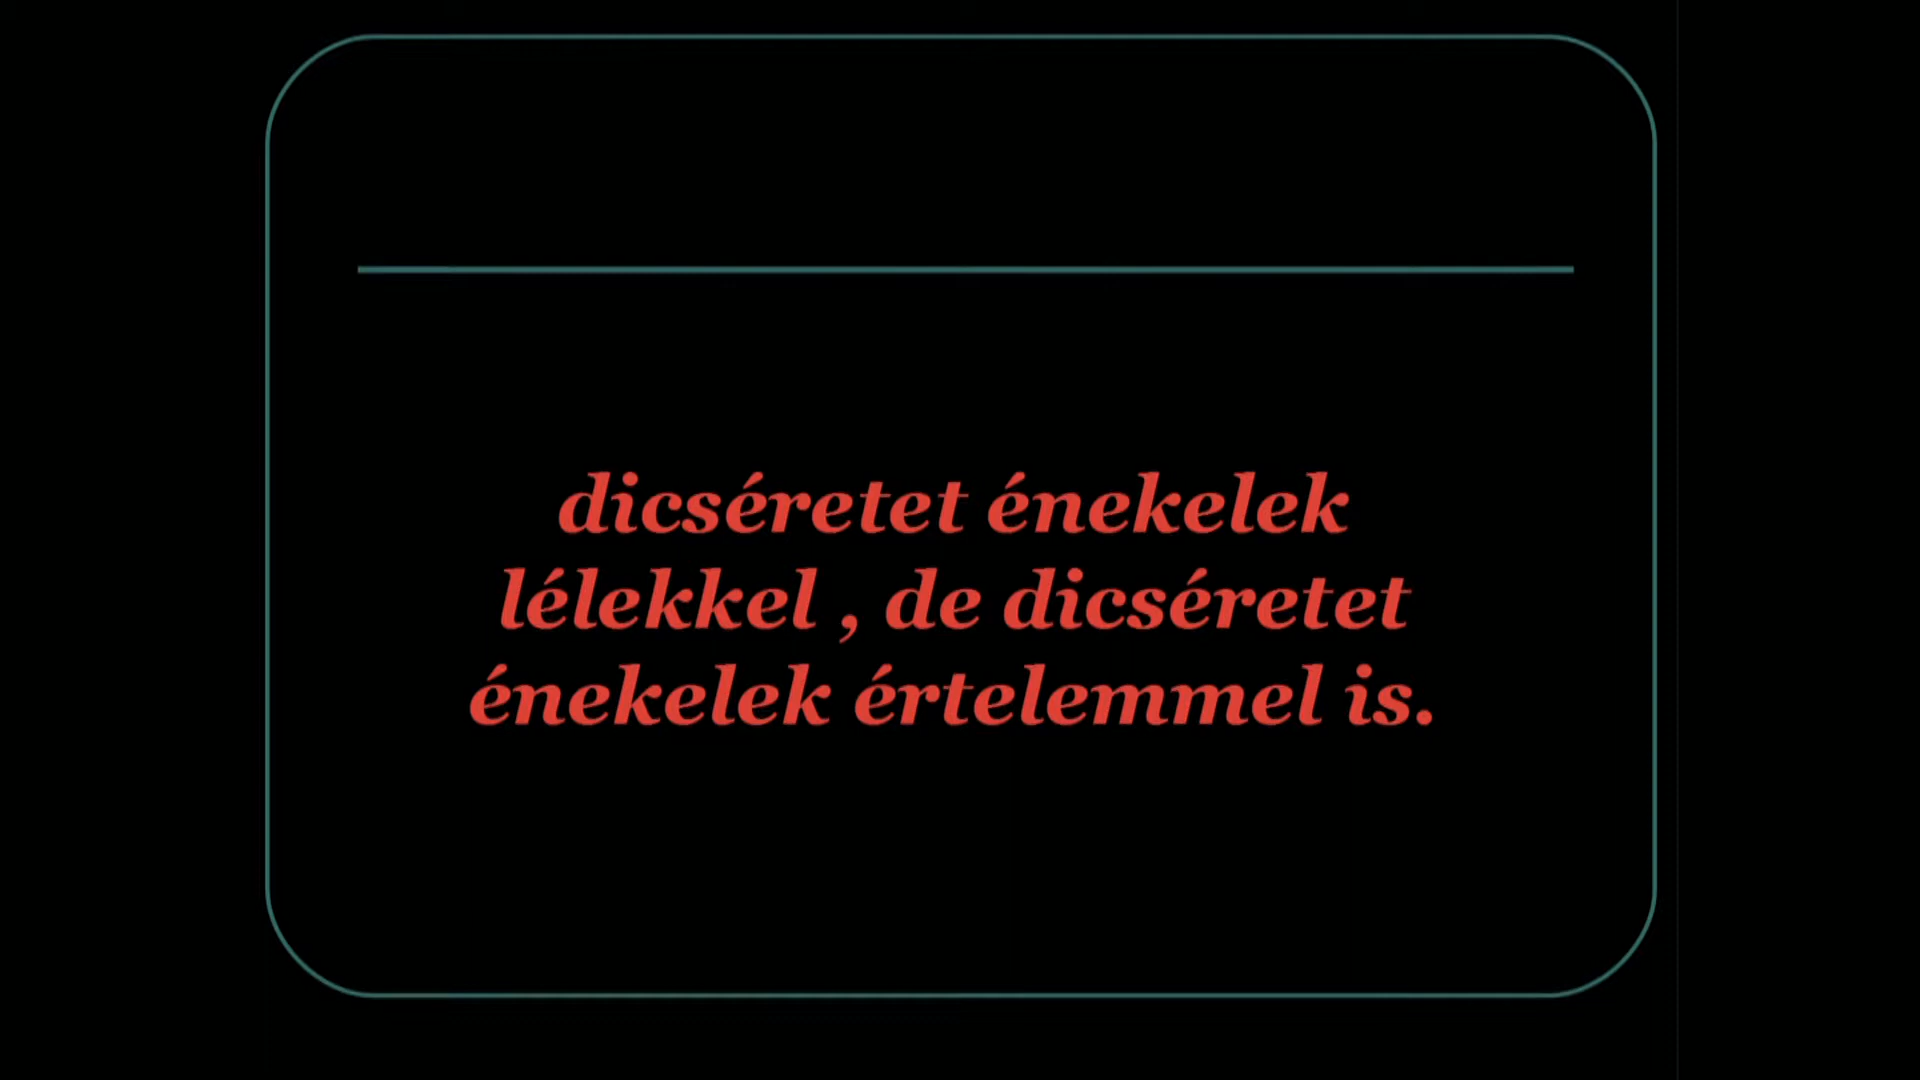 dicséretet énekelek
lélekkel , de dicséretet
énekelek értelemmel is.